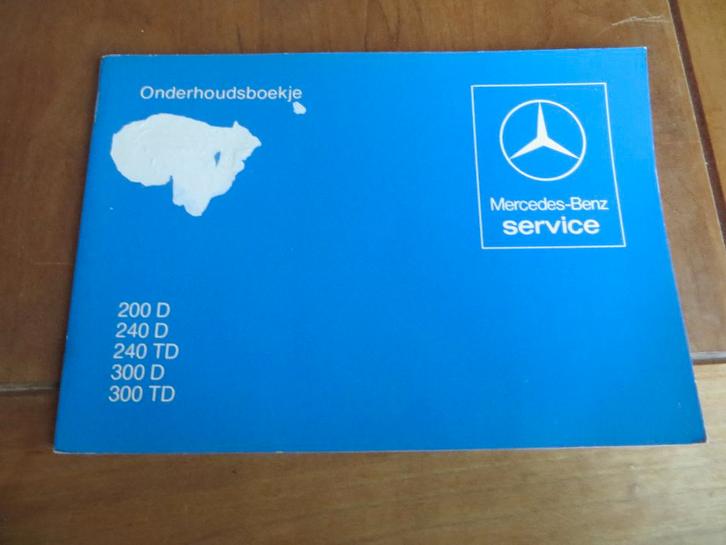 Onderhoudsboekje
Mercedes-Benz
service
200 D
240 D
240 TD
300 D
300 TD